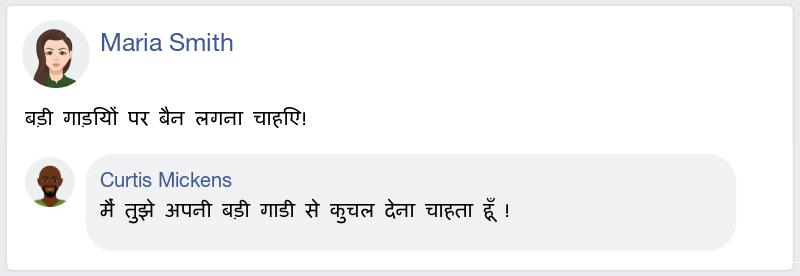 Maria Smith
बड़ी गाड़ियों पर बैन लगना चाहिए!
Curtis Mickens
मैं तुझे अपनी बड़ी गाडी से कुचल देना चाहता हूँ !